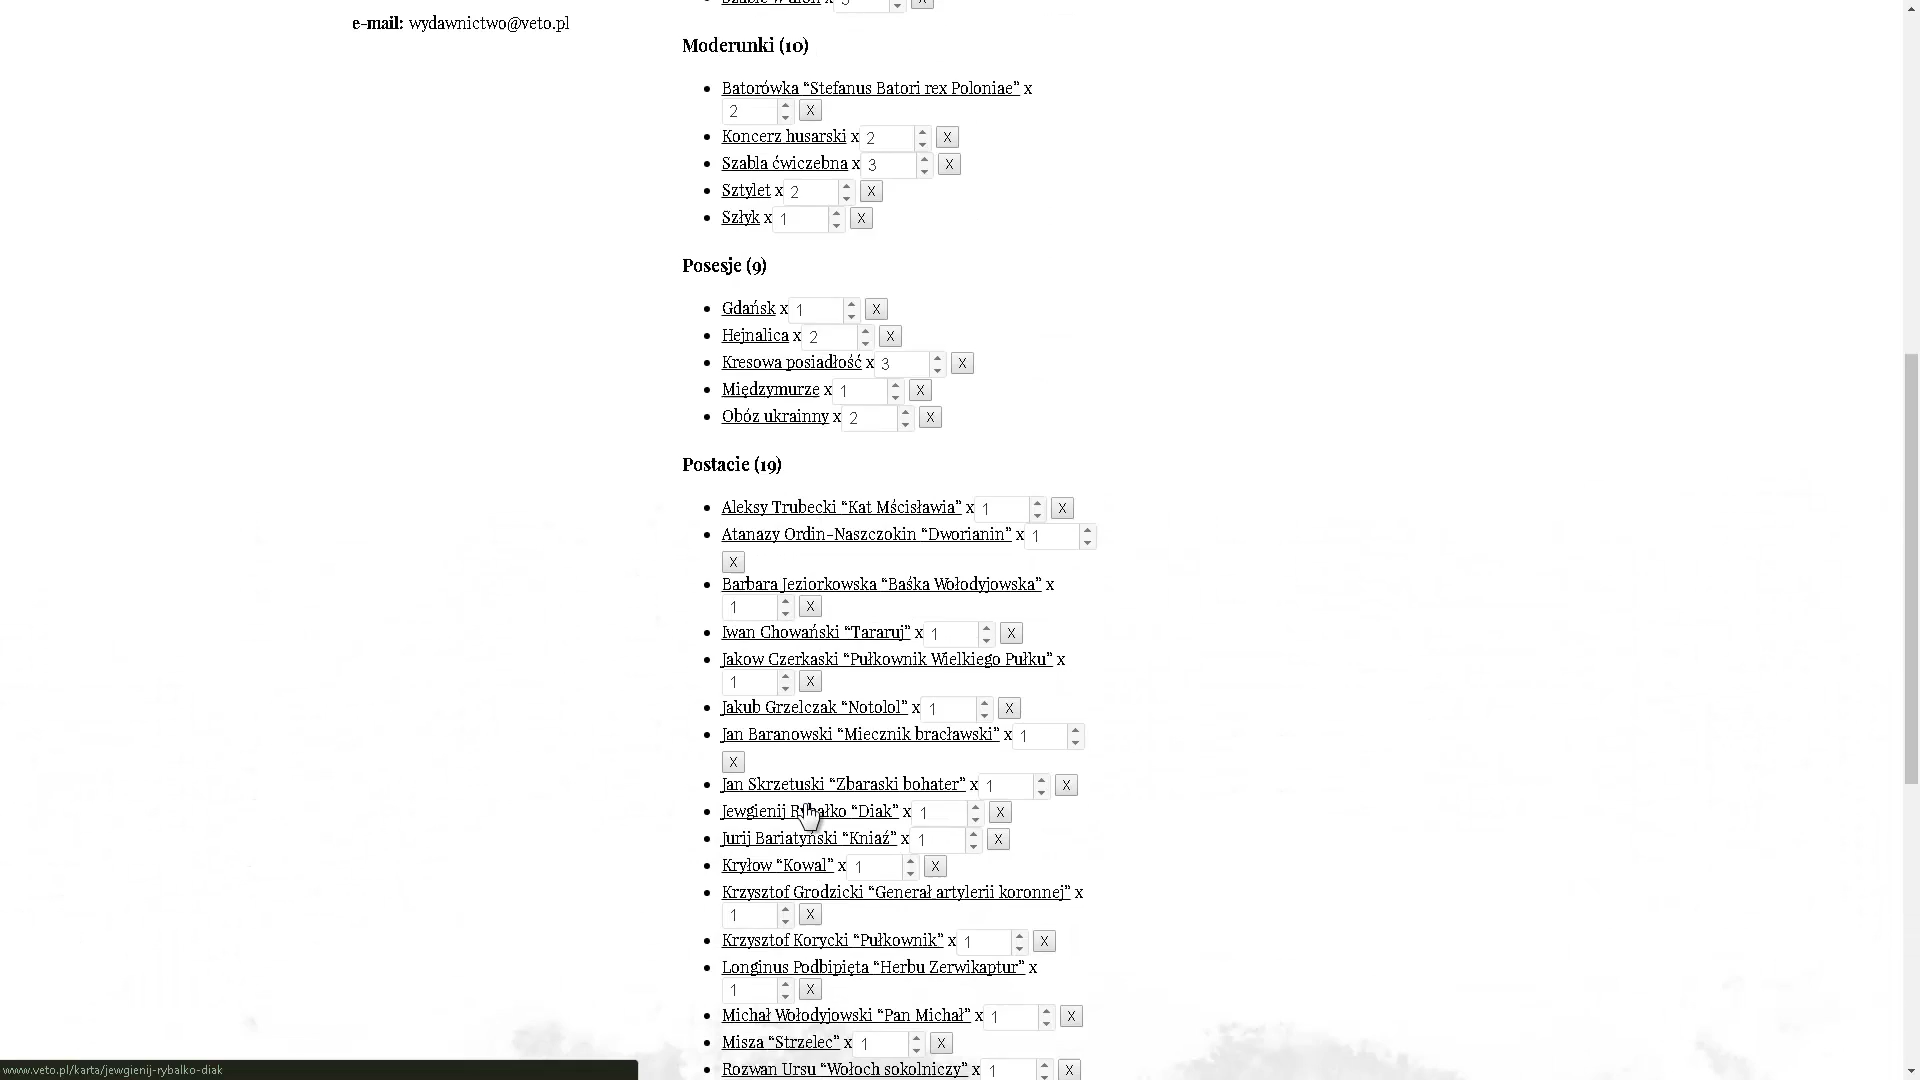 Szable w dłoń x 3
e-mail: wydawnictwo@veto.pl
Moderunki (10)
Batorówka “Stefanus Batori rex Poloniae” x
2 X
Koncerz husarski x 2 X
Szabla ćwiczebna x 3 X
Sztylet x 2 X
Szłyk x 1 X
Posesje (9)
Gdańsk x 1 X
Hejnalica x 2 X
Kresowa posiadłość x 3 X
Międzymurze x 1 X
Obóz ukrainny x 2 X
Postacie (19)
Aleksy Trubecki “Kat Mścisławia” x 1 X
Atanazy Ordin-Naszczokin “Dworianin” x 1
X
Barbara Jeziorkowska “Baśka Wołodyjowska” x
1 X
Iwan Chowański “Tararuj” x 1 X
Jakow Czerkaski “Pułkownik Wielkiego Pułku” x
1 X
Jakub Grzelczak “Notolol” x 1 X
Jan Baranowski “Miecznik bracławski” x 1
X
Jan Skrzetuski “Zbaraski bohater” x 1 X
Jewgienij Rybałko “Diak” x 1 X
Jurij Bariatyński “Kniaź” x 1 X
Kryłow “Kowal” x 1 X
Krzysztof Grodzicki “Generał artylerii koronnej” x
1 X
Krzysztof Korycki “Pułkownik” x 1 X
Longinus Podbipięta “Herbu Zerwikaptur” x
1 X
Michał Wołodyjowski “Pan Michał” x 1 X
Misza “Strzelec” x 1 X
Rozwan Ursu “Wołoch sokolniczy” x 1 X
www.veto.pl/karta/jewgienij-rybalko-diak